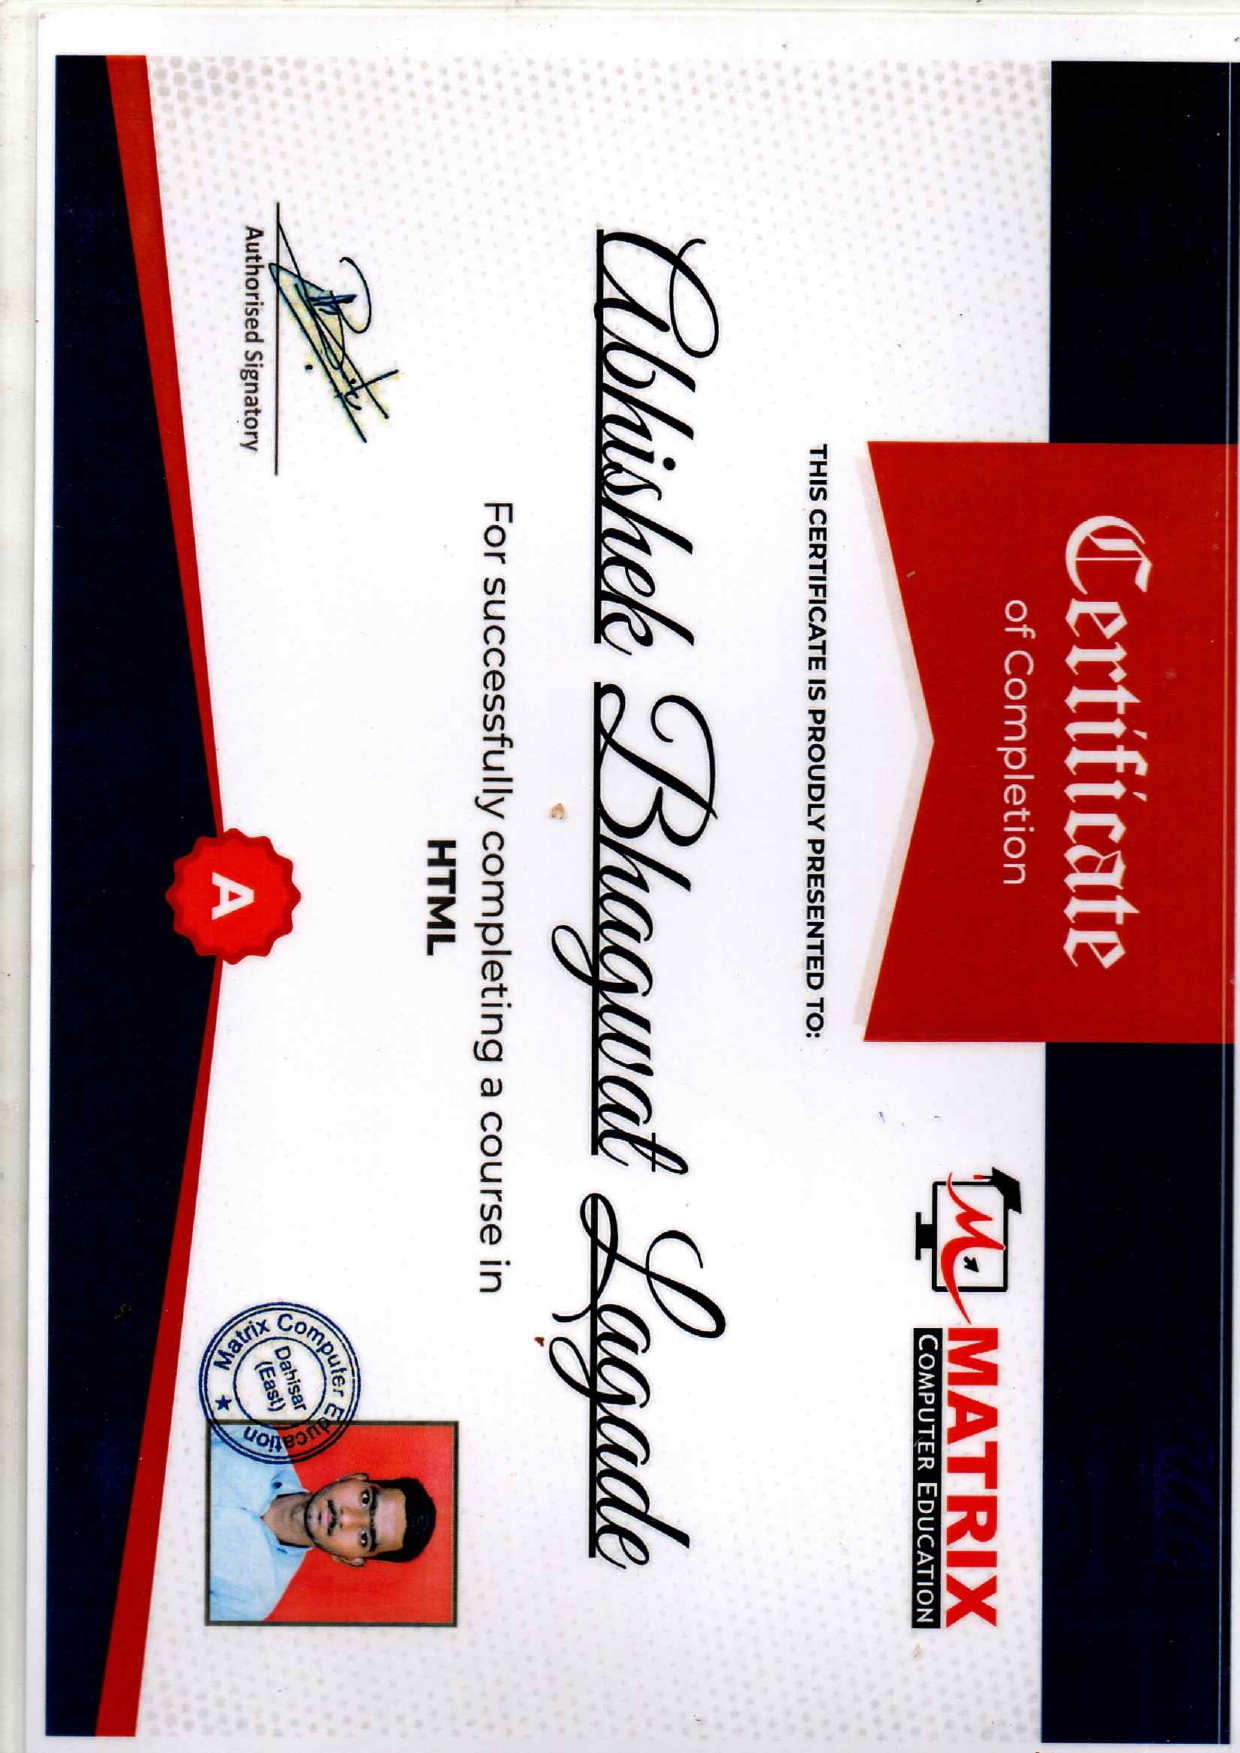 Certificate
of Completion
MATRIX
COMPUTER EDUCATION
THIS CERTIFICATE IS PROUDLY PRESENTED TO:
Abhishek Bhagwat Lagade
For successfully completing a course in
HTML
Authorised Signatory
A
Matrix Computer Education
Dahisar
(East)